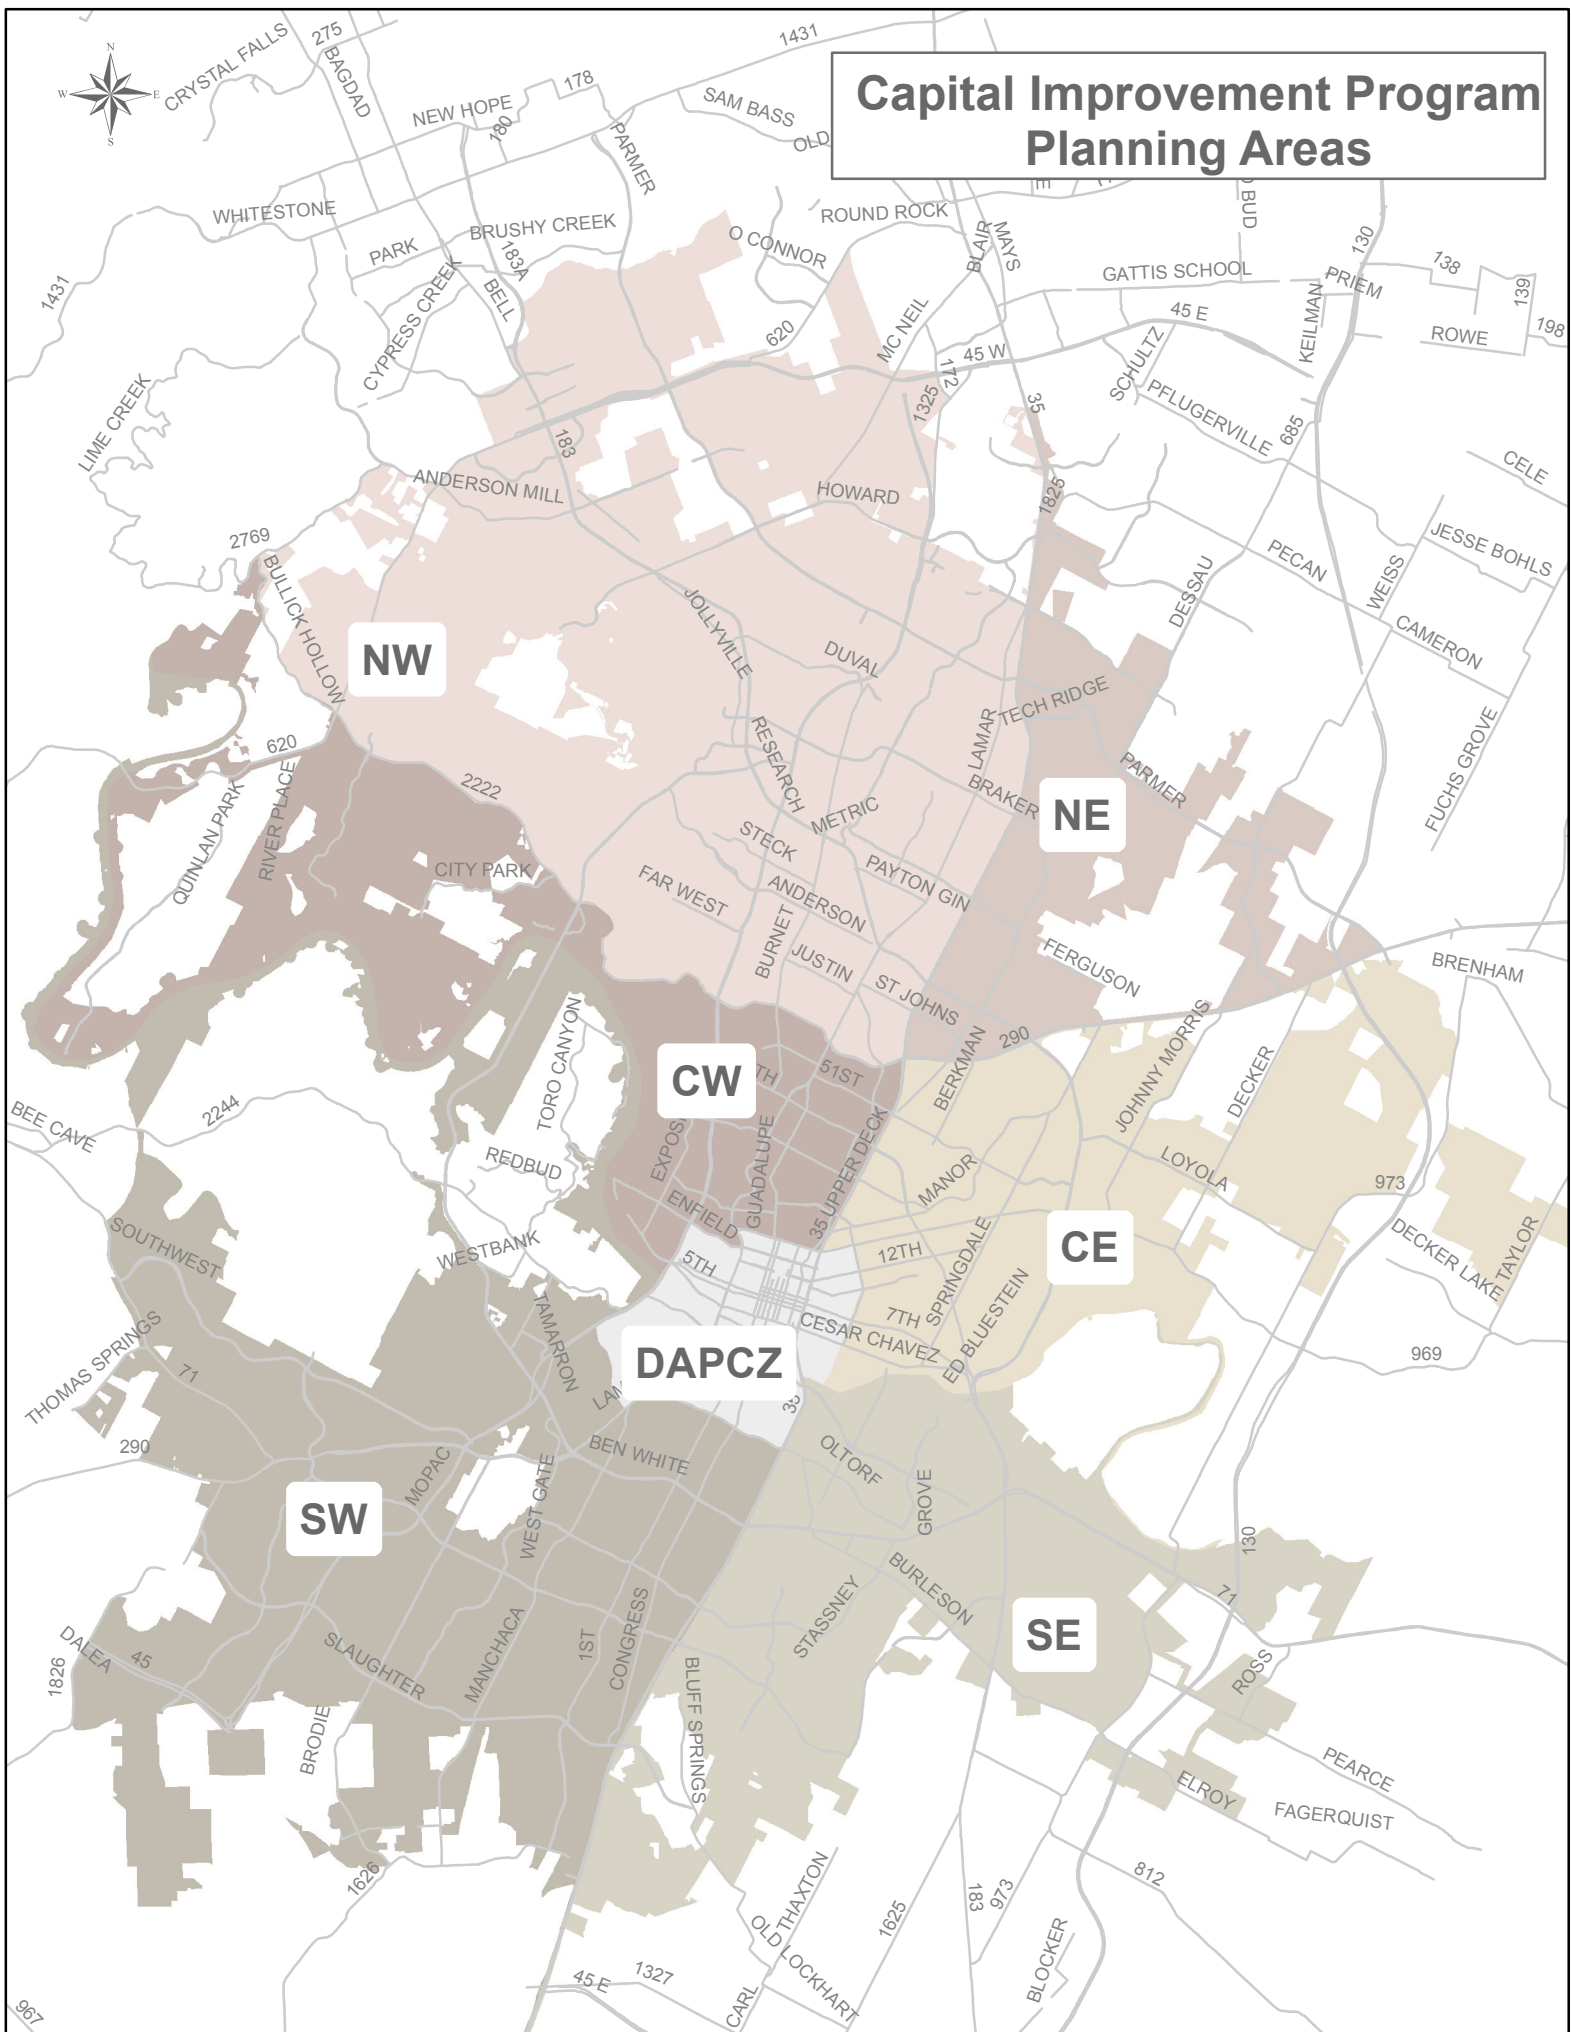 Capital Improvement Program
Planning Areas
N
W
E
S
CRYSTAL FALLS
275
BAGDAD
1431
NEW HOPE
178
180
PARMER
SAM BASS
OLD
WHITESTONE
PARK
BRUSHY CREEK
183A
BELL
CYPRESS CREEK
O CONNOR
ROUND ROCK
BLAIR
MAYS
BUD
130
138
139
198
GATTIS SCHOOL
PRIEM
KEILMAN
ROWE
1431
620
MC NEIL
45 W
45 E
172
1325
35
SCHULTZ
PFLUGERVILLE
685
CELE
LIME CREEK
183
ANDERSON MILL
HOWARD
1825
2769
BULLICK HOLLOW
JOLLYVILLE
DUVAL
DESSAU
PECAN
WEISS
JESSE BOHLS
CAMERON
FUCHS GROVE
NW
TECH RIDGE
LAMAR
RESEARCH
620
QUINLAN PARK
RIVER PLACE
2222
CITY PARK
METRIC
BRAKER
PARMER
NE
STECK
PAYTON GIN
FAR WEST
ANDERSON
BURNET
JUSTIN
ST JOHNS
FERGUSON
BRENHAM
290
BERKMAN
JOHNNY MORRIS
DECKER
TORO CANYON
CW
TH
51ST
BEE CAVE
2244
REDBUD
GUADALUPE
35 UPPER DECK
ENFIELD
MANOR
LOYOLA
973
DECKER LAKE
TAYLOR
SOUTHWEST
WESTBANK
5TH
12TH
SPRINGDALE
CE
ED BLUESTEIN
7TH
CESAR CHAVEZ
969
TAMARRON
DAPCZ
35
THOMAS SPRINGS
71
290
MOPAC
WEST GATE
BEN WHITE
OLTORF
GROVE
SW
130
71
BURLESON
STASSNEY
SE
ROSS
DALEA
45
1826
SLAUGHTER
MANCHACA
1ST
CONGRESS
BLUFF SPRINGS
BRODIE
PEARCE
ELROY
FAGERQUIST
1626
THAXTON
OLD LOCKHART
1625
183
973
812
BLOCKER
45 E
1327
CARL
967